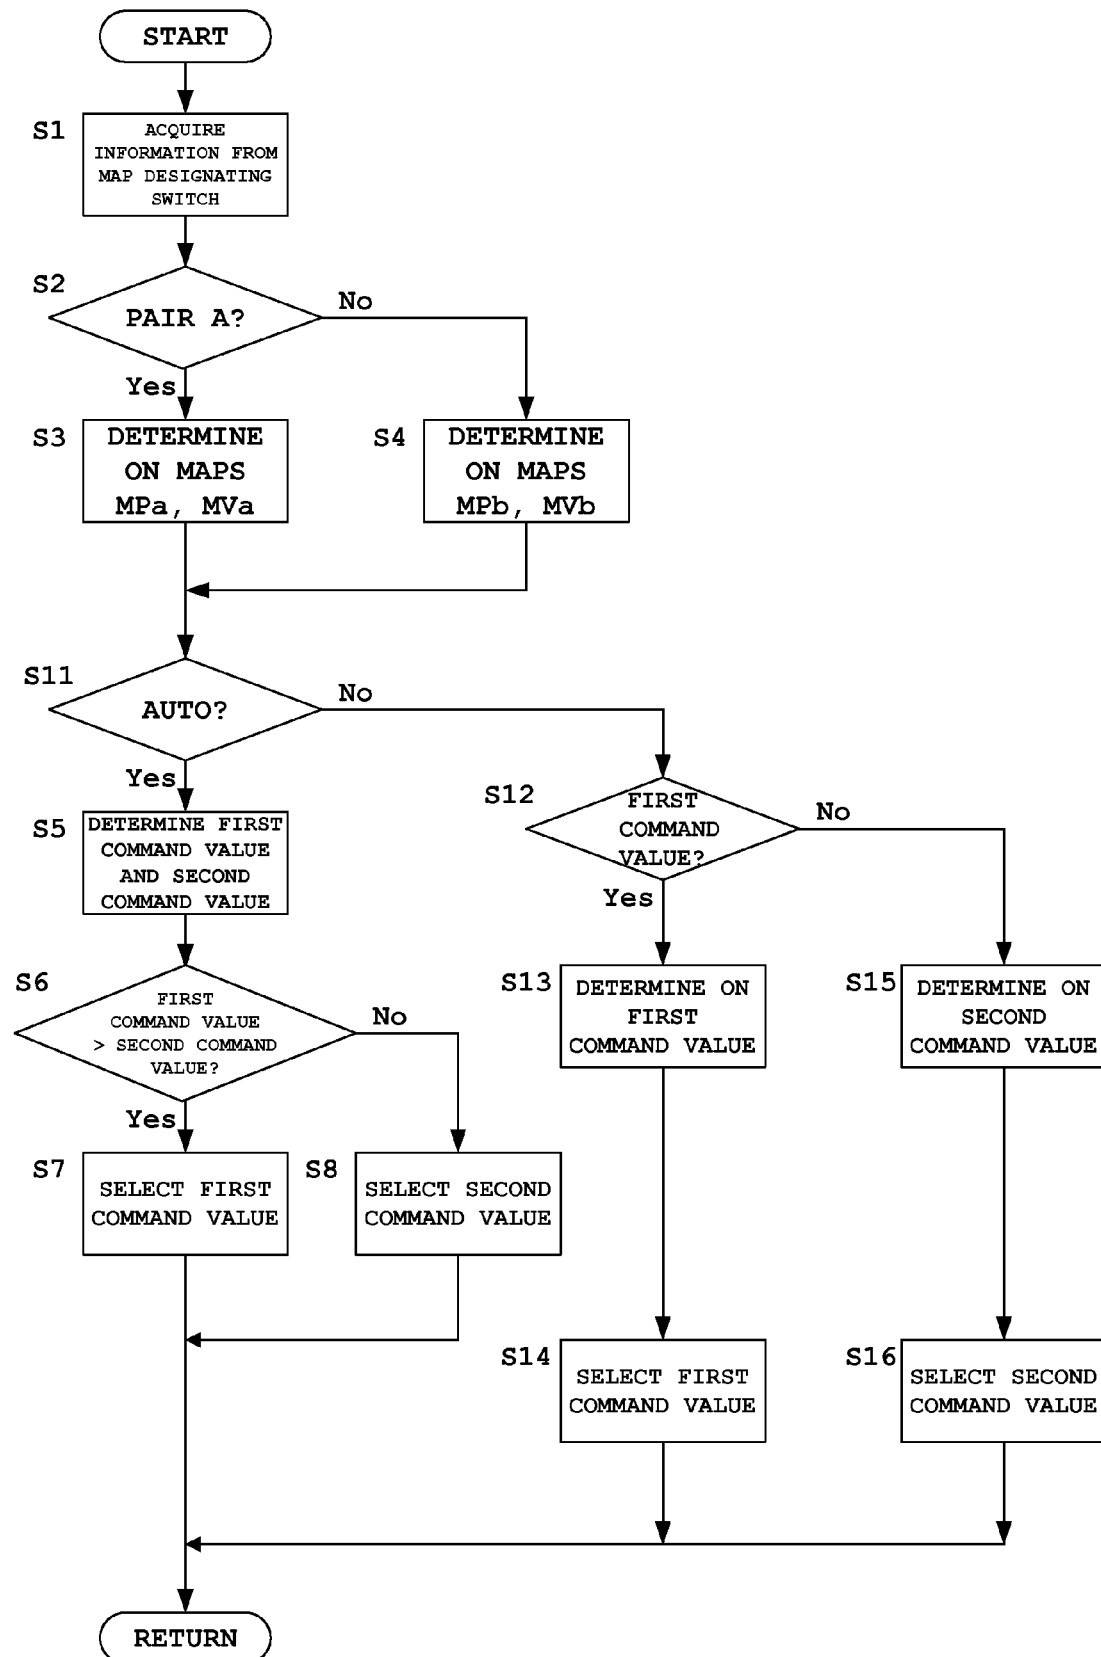 START
S1
ACQUIRE
INFORMATION FROM
MAP DESIGNATING
SWITCH
S2
PAIR A?
No
Yes
S3
DETERMINE
ON MAPS
MPa, MVa
S4
DETERMINE
ON MAPS
MPb, MVb
S11
AUTO?
No
Yes
S5
DETERMINE FIRST
COMMAND VALUE
AND SECOND
COMMAND VALUE
S12
FIRST
COMMAND
VALUE?
No
Yes
S6
FIRST
COMMAND VALUE
> SECOND COMMAND
VALUE?
No
Yes
S13
DETERMINE ON
FIRST
COMMAND VALUE
S15
DETERMINE ON
SECOND
COMMAND VALUE
S7
SELECT FIRST
COMMAND VALUE
S8
SELECT SECOND
COMMAND VALUE
S14
SELECT FIRST
COMMAND VALUE
S16
SELECT SECOND
COMMAND VALUE
RETURN